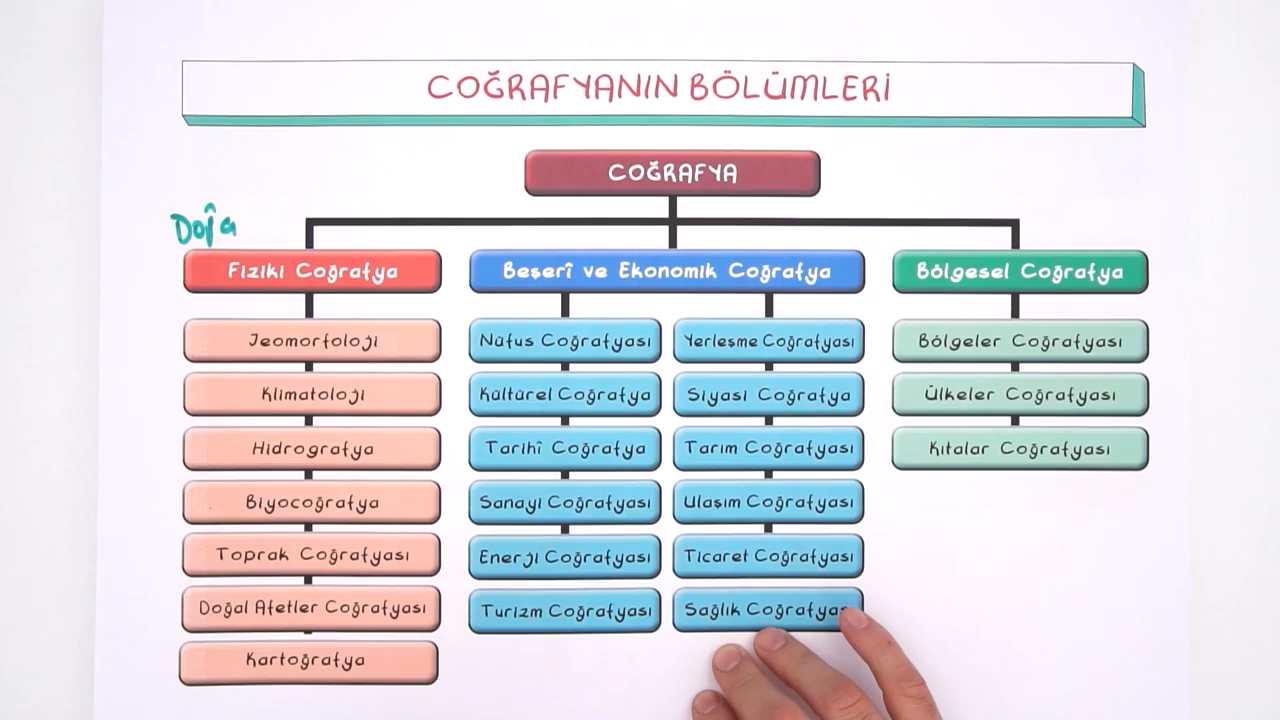 COĞRAFYANIN BÖLÜMLERİ
COĞRAFYA
Doğa
Fiziki Coğrafya
Jeomorfoloji
Klimatoloji
Hidrografya
Biyocoğrafya
Toprak Coğrafyası
Doğal Afetler Coğrafyası
Kartoğrafya
Beşerî ve Ekonomik Coğrafya
Nüfus Coğrafyası
Kültürel Coğrafya
Tarihî Coğrafya
Sanayi Coğrafyası
Enerji Coğrafyası
Turizm Coğrafyası
Yerleşme Coğrafyası
Siyasi Coğrafya
Tarım Coğrafyası
Ulaşım Coğrafyası
Ticaret Coğrafyası
Sağlık Coğrafyas
Bölgesel Coğrafya
Bölgeler Coğrafyası
Ülkeler Coğrafyası
Kıtalar Coğrafyası